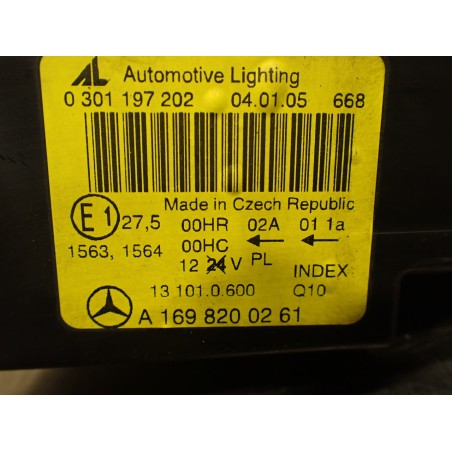 AL Automotive Lighting
0 301 197 202 04.01.05 668
Made in Czech Republic
E1 27,5 00HR 02A 01 1a
1563, 1564 00HC ← ←
12 24 V PL INDEX
13 101.0.600 Q10
A 169 820 02 61